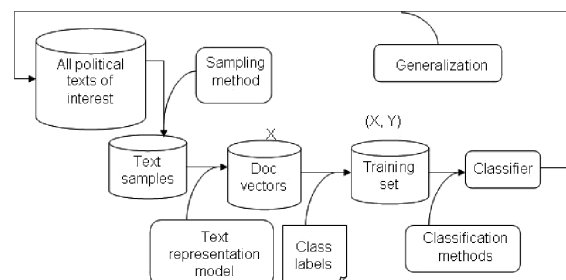 All political
texts of
interest
Sampling
method
Generalization
X
(X, Y)
Text
samples
Doc
vectors
Training
set
Classifier
Text
representation
model
Class
labels
Classification
methods